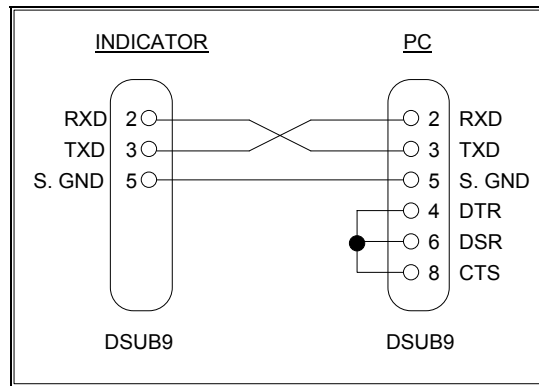 INDICATOR PC
RXD 2 2 RXD
TXD 3 3 TXD
S. GND 5 5 S. GND
4 DTR
6 DSR
8 CTS
DSUB9 DSUB9